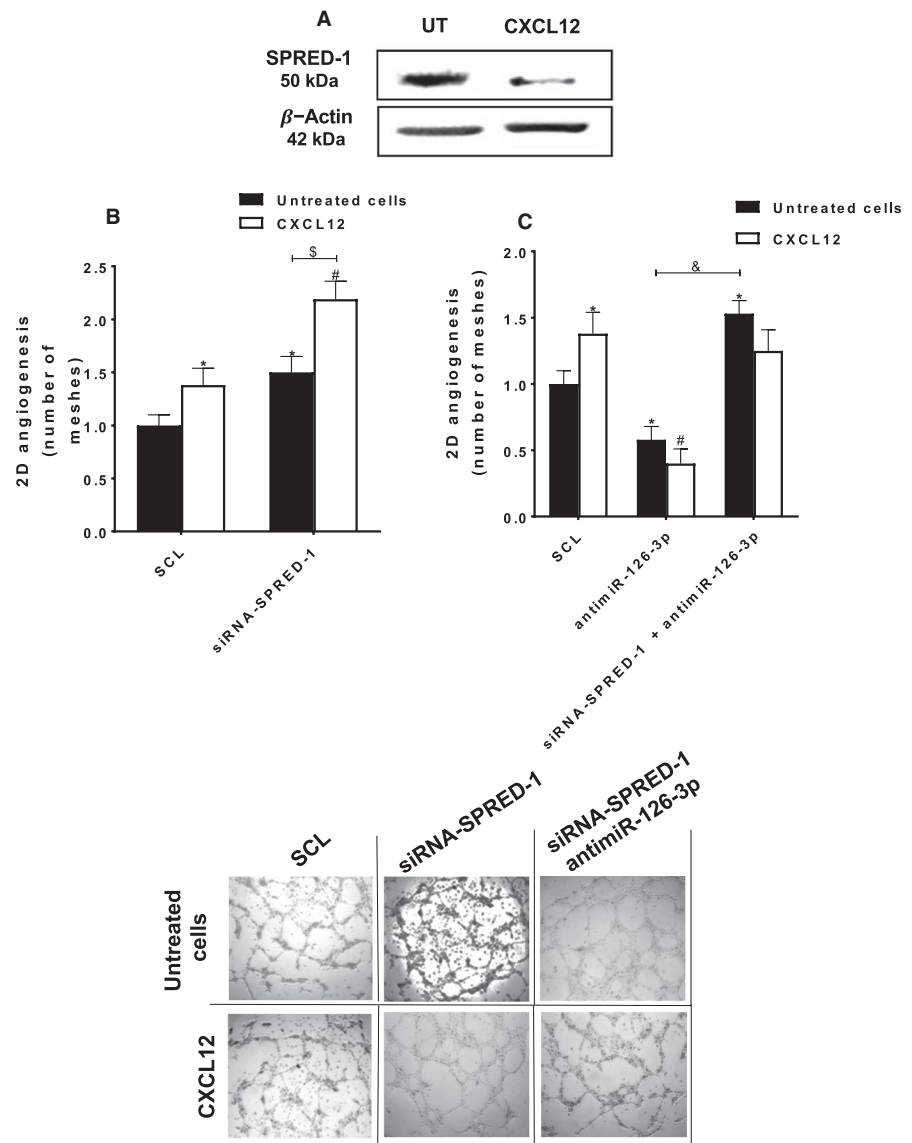 A
UT CXCL12
SPRED-1
50 kDa
β−Actin
42 kDa
B
Untreated cells
CXCL12
$
#
*
*
2.5
2.0
1.5
1.0
0.5
0.0
2D angiogenesis
(number of
meshes)
SCL
siRNA-SPRED-1
C
Untreated cells
CXCL12
&
*
*
*
#
2.0
1.5
1.0
0.5
0.0
2D angiogenesis
(number of meshes)
SCL
antimiR-126-3p
siRNA-SPRED-1 + antimiR-126-3p
SCL
siRNA-SPRED-1
siRNA-SPRED-1
antimiR-126-3p
Untreated
cells
CXCL12